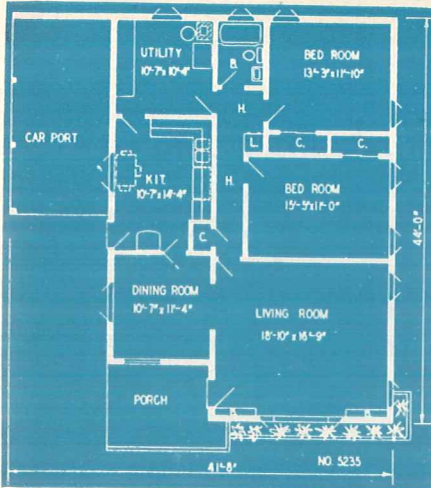 UTILITY
10'-7" x 10'-4"
B.
BED ROOM
13'-3" x 11'-10"
H.
CAR PORT
L.
C.
C.
KIT.
10'-7" x 14'-4"
H.
BED ROOM
15'-5" x 11'-0"
44'-0"
C.
DINING ROOM
10'-7" x 11'-4"
LIVING ROOM
18'-10" x 16'-9"
PORCH
41'-8"
NO. 5235